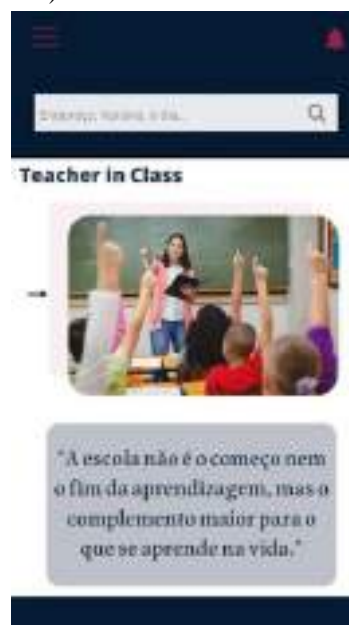 Teacher in Class
"A escola não é o começo nem
o fim da aprendizagem, mas o
complemento maior para o
que se aprende na vida."